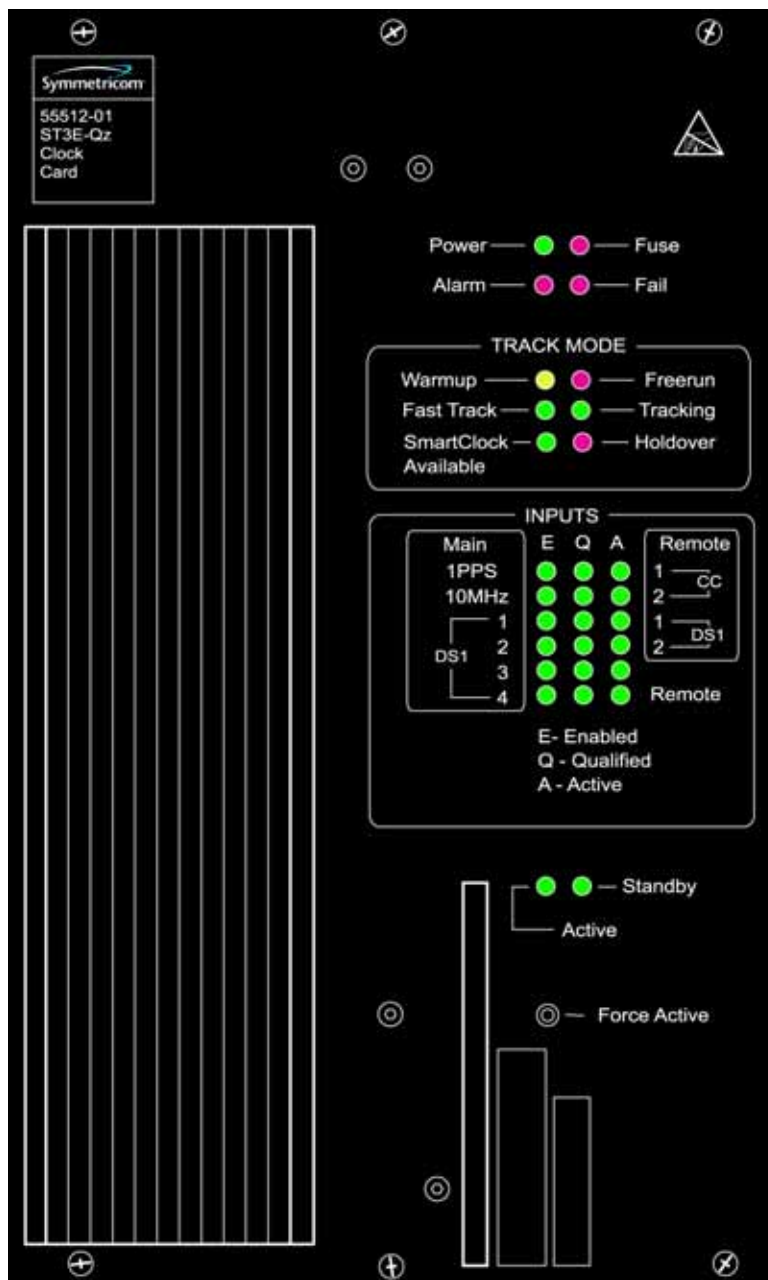 Symmetricom
55512-01
ST3E-Qz
Clock
Card
Power Fuse
Alarm Fail
TRACK MODE
Warmup Freerun
Fast Track Tracking
SmartClock Holdover
Available
INPUTS
Main E Q A Remote
1PPS 1 CC
10MHz 2
1 1 DS1
DS1 2 2
3
4 Remote
E- Enabled
Q - Qualified
A - Active
Standby
Active
Force Active